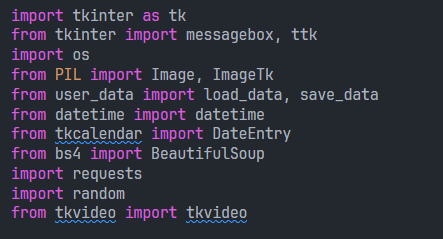 import tkinter as tk
from tkinter import messagebox, ttk
import os
from PIL import Image, ImageTk
from user_data import load_data, save_data
from datetime import datetime
from tkcalendar import DateEntry
from bs4 import BeautifulSoup
import requests
import random
from tkvideo import tkvideo